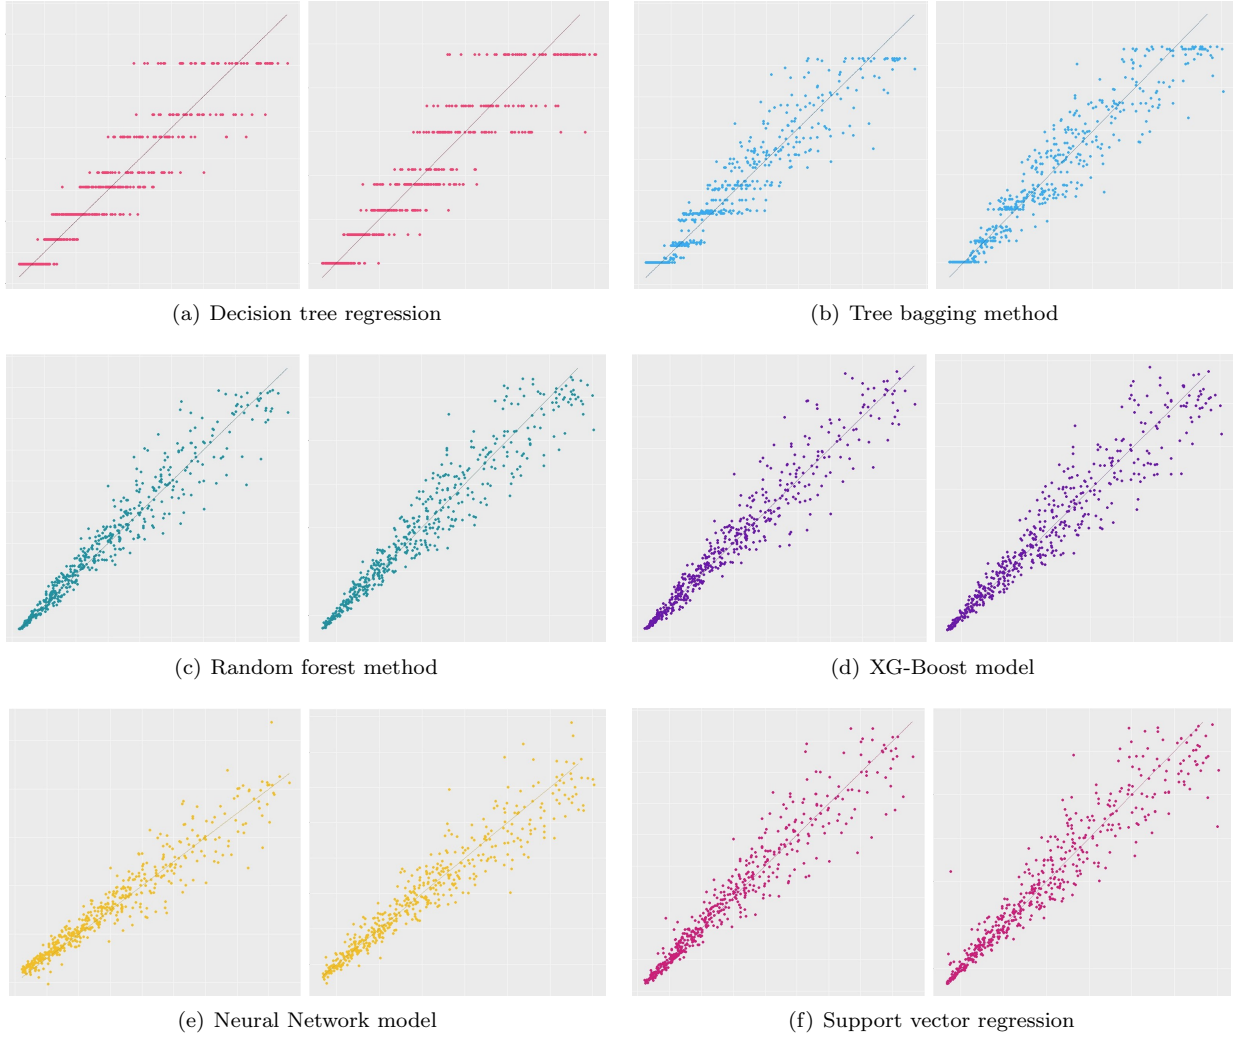 (a) Decision tree regression
(b) Tree bagging method
(c) Random forest method
(d) XG-Boost model
(e) Neural Network model
(f) Support vector regression